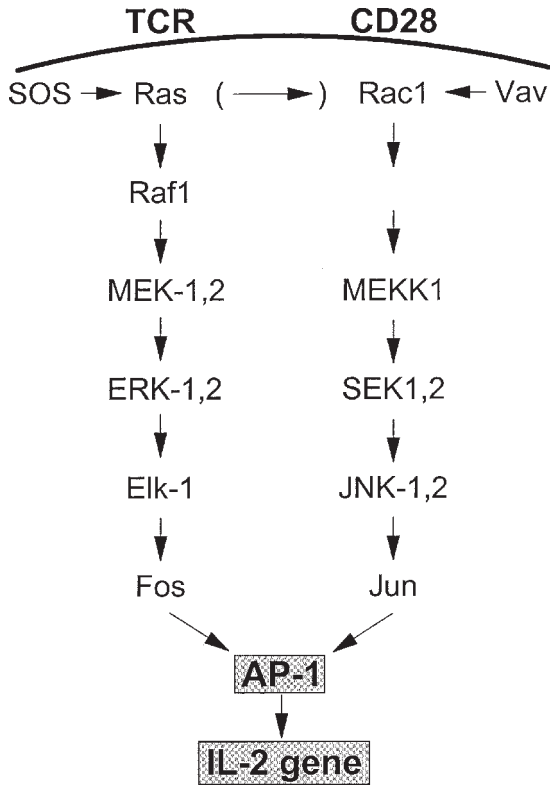 TCR CD28
SOS Ras ( ) Rac1 Vav
Raf1
MEK-1,2 MEKK1
ERK-1,2 SEK1,2
Elk-1 JNK-1,2
Fos Jun
AP-1
IL-2 gene